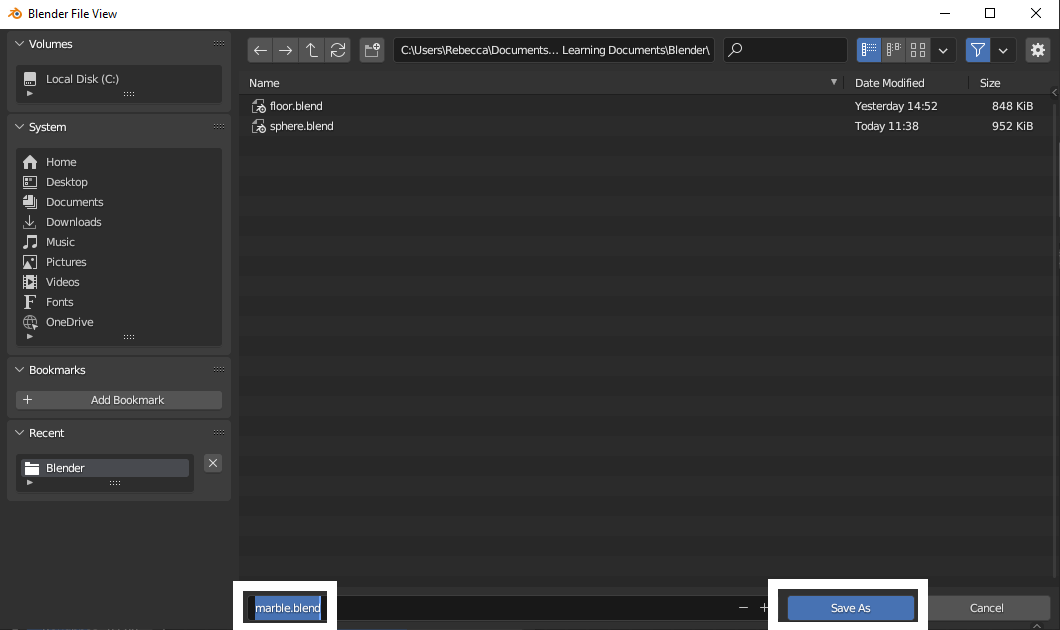 Blender File View
Volumes
Local Disk (C:)
System
Home
Desktop
Documents
Downloads
Music
Pictures
Videos
Fonts
OneDrive
Bookmarks
Add Bookmark
Recent
Blender
C:\Users\Rebecca\Documents... Learning Documents\Blender\
Name Date Modified Size
floor.blend Yesterday 14:52 848 KiB
sphere.blend Today 11:38 952 KiB
marble.blend
Save As
Cancel